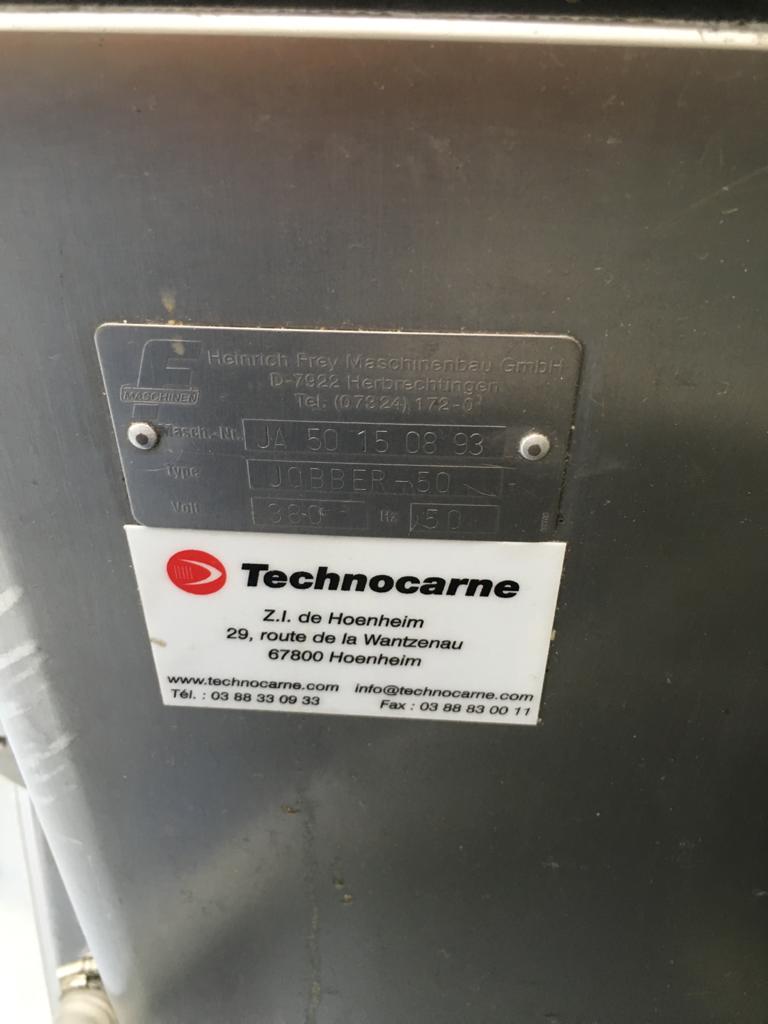 Heinrich Frey Maschinenbau GmbH
D-7922 Herbrechtingen
Tel. (07324) 172-0
MASCHINEN
Masch.-Nr. JA 50 15 08 93
Type JOBBER-50
Volt 380 Hz 50
Technocarne
Z.I. de Hoenheim
29, route de la Wantzenau
67800 Hoenheim
www.technocarne.com info@technocarne.com
Tél. : 03 88 33 09 33 Fax : 03 88 83 00 11